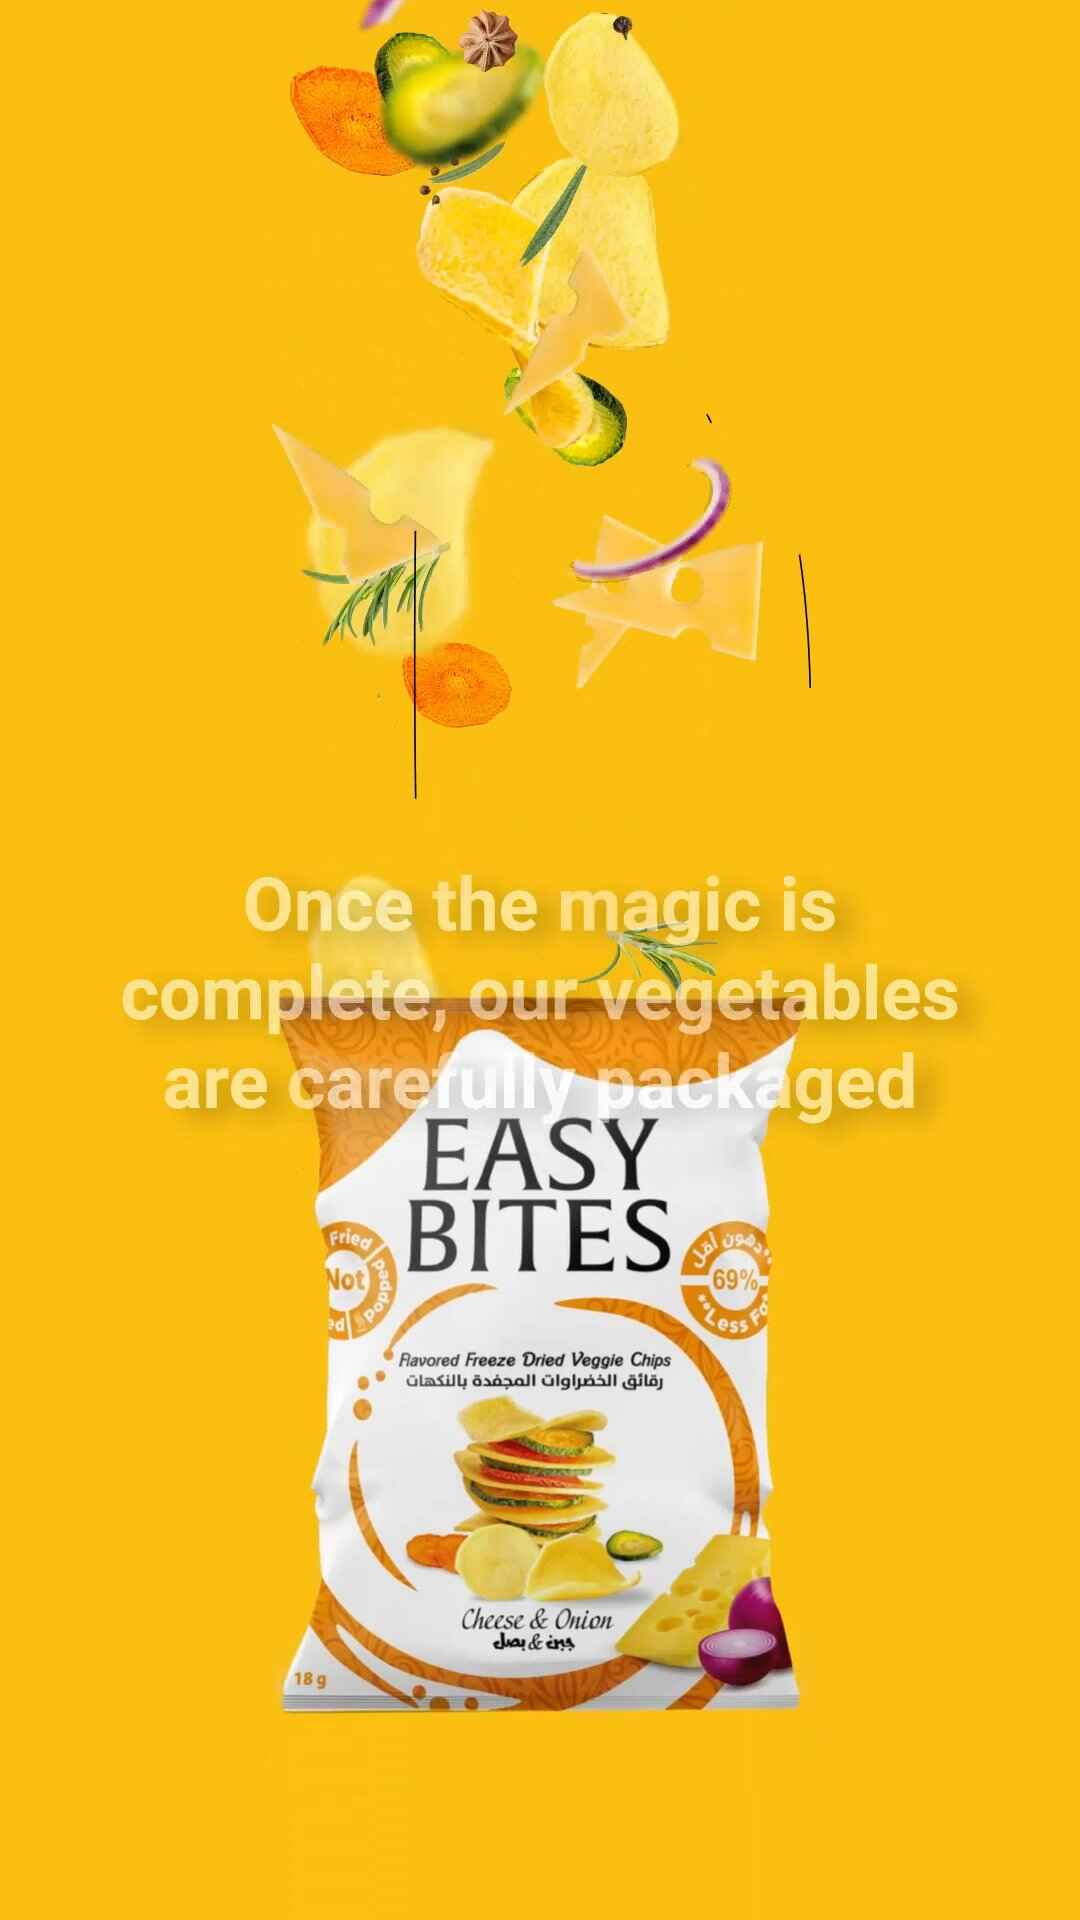 Once the magic is
complete, our vegetables
are carefully packaged
EASY
BITES
Fried
Not
Popped
دهون أقل
69%
**Less Fat
Flavored Freeze Dried Veggie Chips
رقائق الخضراوات المجفدة بالنكهات
Cheese & Onion
جبن & بصل
18 g